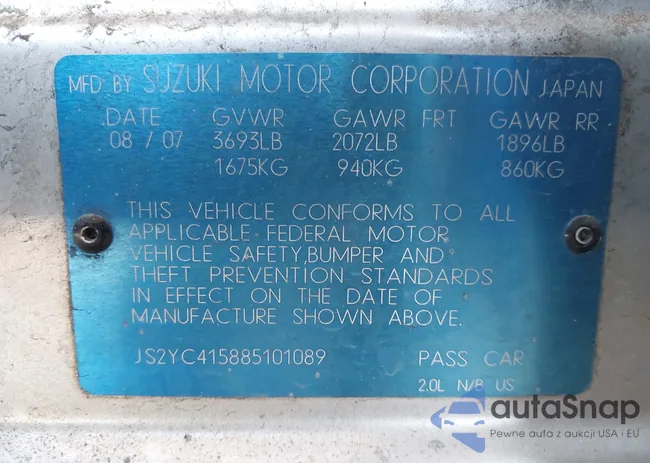 MFD BY SUZUKI MOTOR CORPORATION JAPAN
DATE GVWR GAWR FRT GAWR RR
08 / 07 3693LB 2072LB 1896LB
1675KG 940KG 860KG
THIS VEHICLE CONFORMS TO ALL
APPLICABLE FEDERAL MOTOR
VEHICLE SAFETY,BUMPER AND
THEFT PREVENTION STANDARDS
IN EFFECT ON THE DATE OF
MANUFACTURE SHOWN ABOVE.
JS2YC415885101089 PASS CAR
2.0L N/B US
autaSnap
Pewne auta z aukcji USA i EU